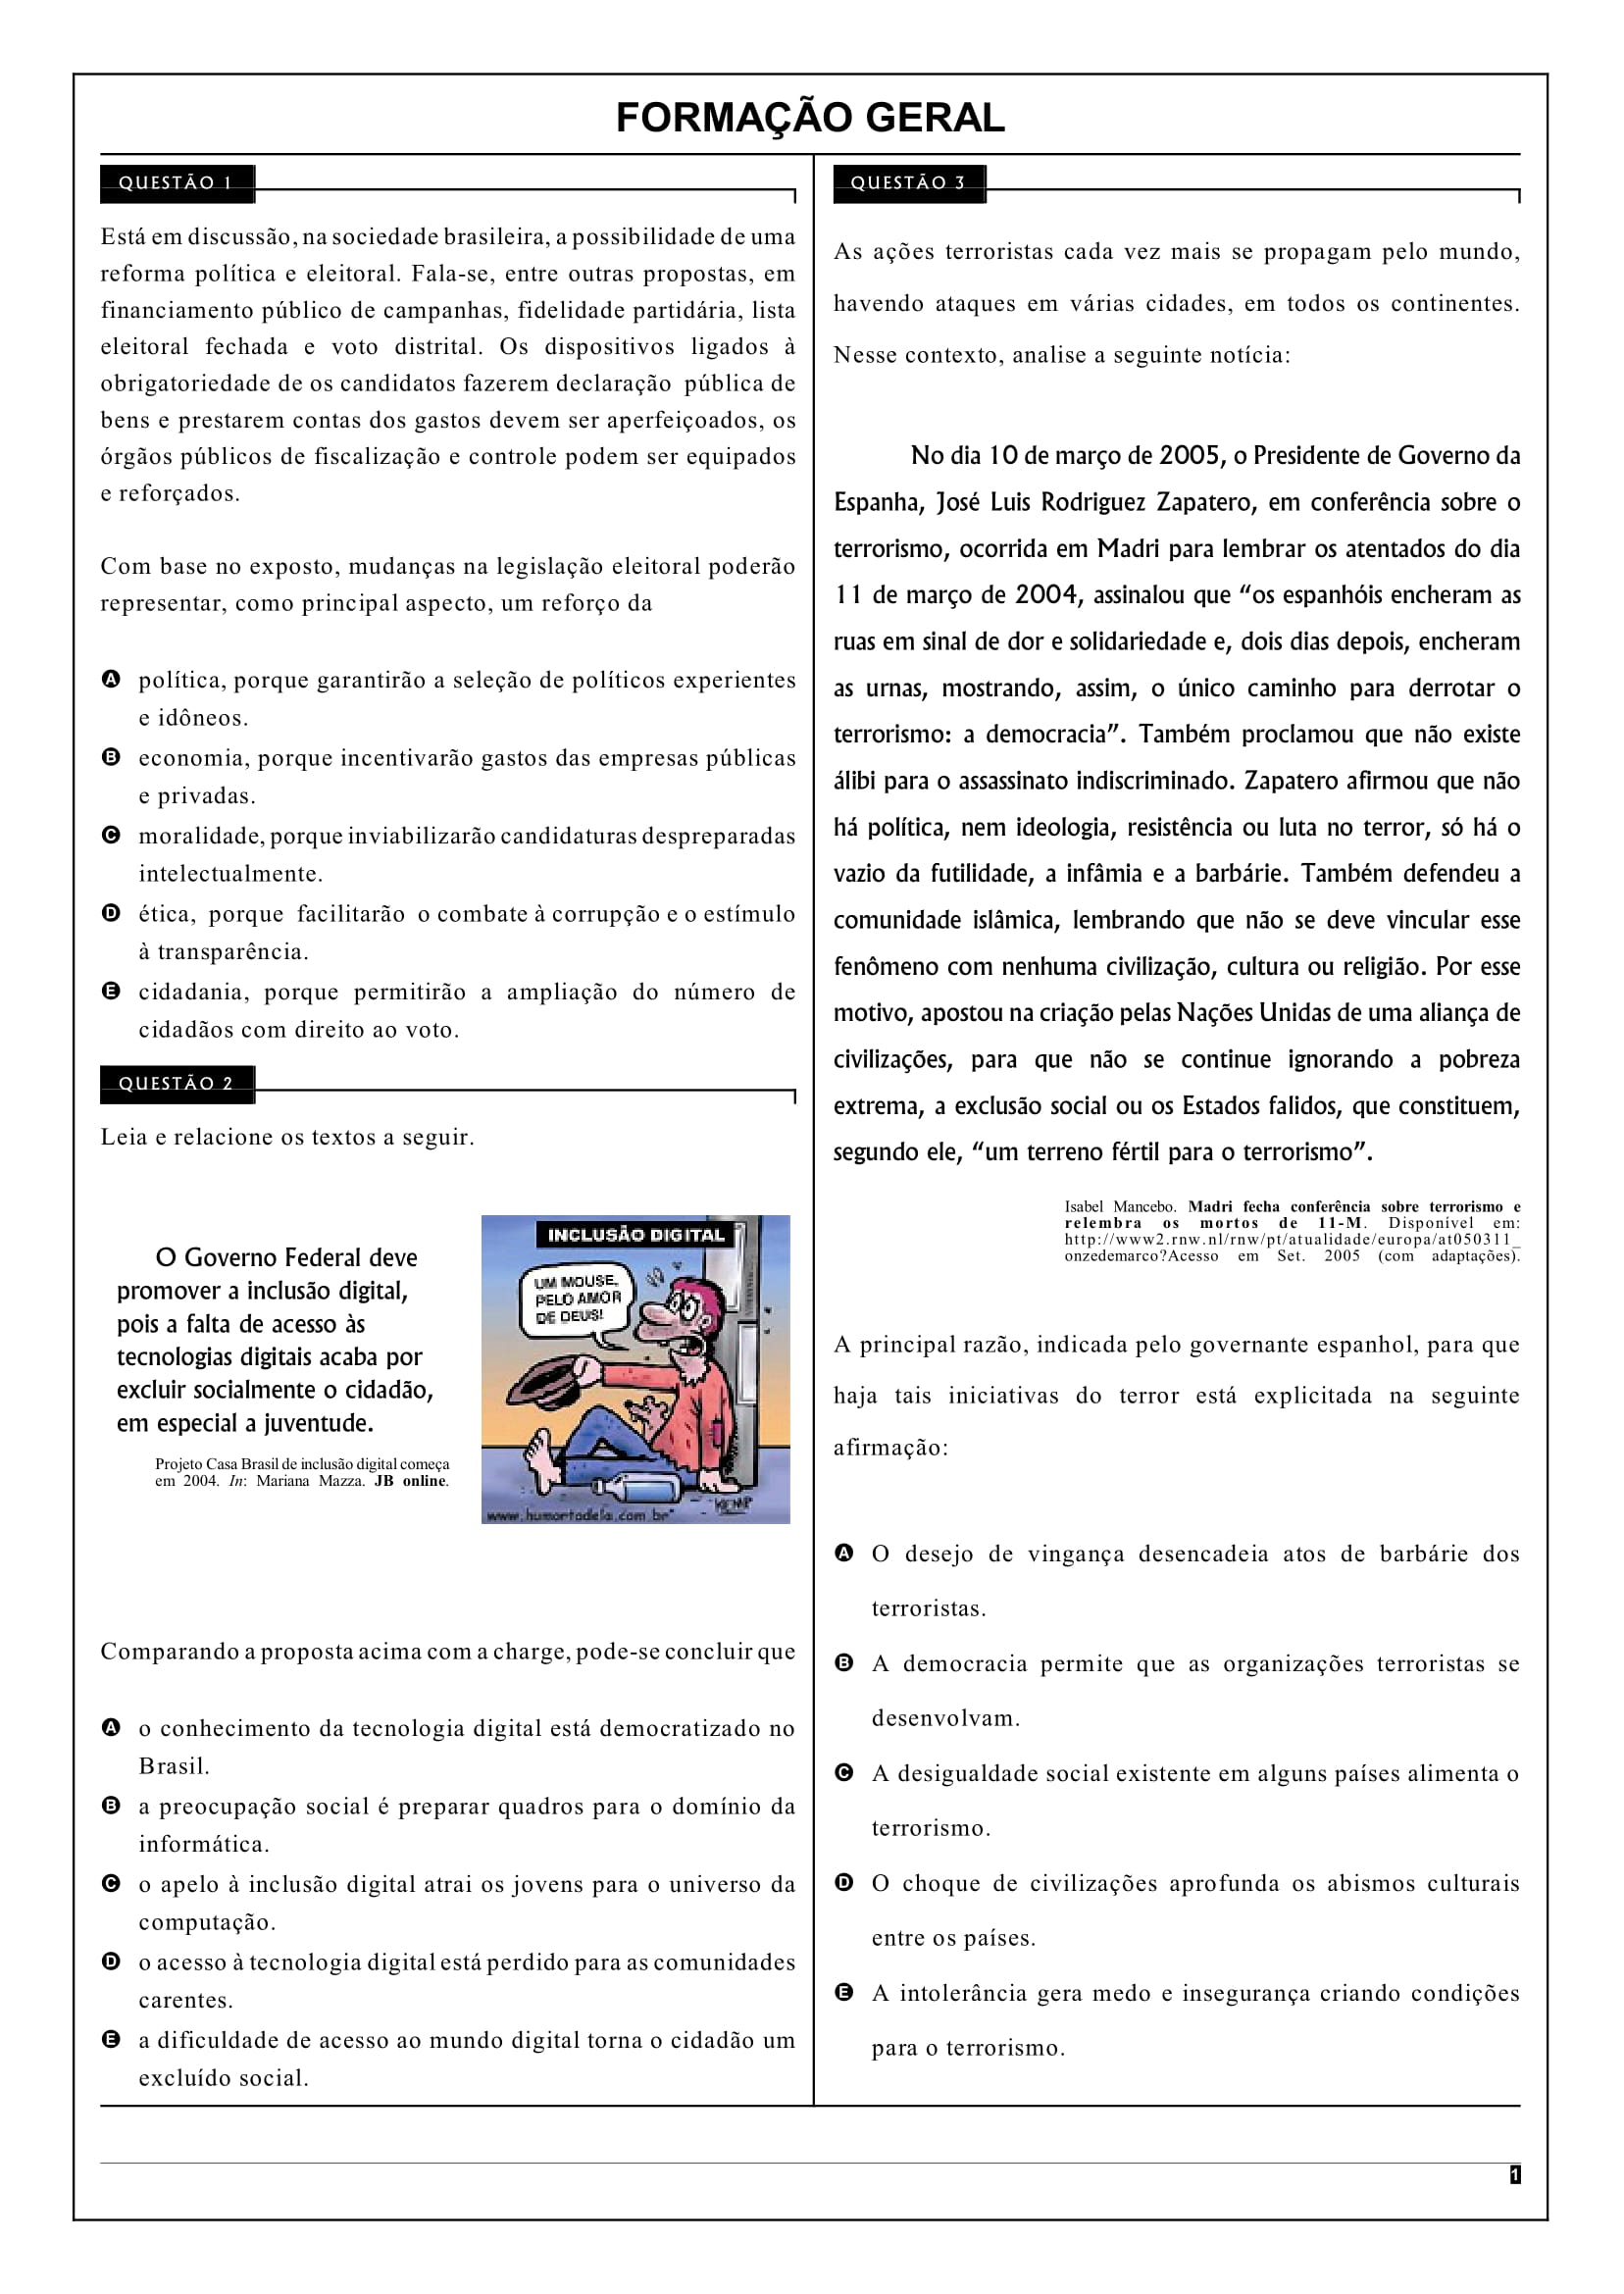 FORMAÇÃO GERAL
QUESTÃO 1
Está em discussão, na sociedade brasileira, a possibilidade de uma
reforma política e eleitoral. Fala-se, entre outras propostas, em
financiamento público de campanhas, fidelidade partidária, lista
eleitoral fechada e voto distrital. Os dispositivos ligados à
obrigatoriedade de os candidatos fazerem declaração pública de
bens e prestarem contas dos gastos devem ser aperfeiçoados, os
órgãos públicos de fiscalização e controle podem ser equipados
e reforçados.
Com base no exposto, mudanças na legislação eleitoral poderão
representar, como principal aspecto, um reforço da
A política, porque garantirão a seleção de políticos experientes
e idôneos.
B economia, porque incentivarão gastos das empresas públicas
e privadas.
C moralidade, porque inviabilizarão candidaturas despreparadas
intelectualmente.
D ética, porque facilitarão o combate à corrupção e o estímulo
à transparência.
E cidadania, porque permitirão a ampliação do número de
cidadãos com direito ao voto.
QUESTÃO 2
Leia e relacione os textos a seguir.
O Governo Federal deve
promover a inclusão digital,
pois a falta de acesso às
tecnologias digitais acaba por
excluir socialmente o cidadão,
em especial a juventude.
Projeto Casa Brasil de inclusão digital começa
em 2004. In: Mariana Mazza. JB online.
INCLUSÃO DIGITAL
UM MOUSE,
PELO AMOR
DE DEUS!
KEMP
www.humortadela.com.br
Comparando a proposta acima com a charge, pode-se concluir que
A o conhecimento da tecnologia digital está democratizado no
Brasil.
B a preocupação social é preparar quadros para o domínio da
informática.
C o apelo à inclusão digital atrai os jovens para o universo da
computação.
D o acesso à tecnologia digital está perdido para as comunidades
carentes.
E a dificuldade de acesso ao mundo digital torna o cidadão um
excluído social.
QUESTÃO 3
As ações terroristas cada vez mais se propagam pelo mundo,
havendo ataques em várias cidades, em todos os continentes.
Nesse contexto, analise a seguinte notícia:
No dia 10 de março de 2005, o Presidente de Governo da
Espanha, José Luis Rodriguez Zapatero, em conferência sobre o
terrorismo, ocorrida em Madri para lembrar os atentados do dia
11 de março de 2004, assinalou que “os espanhóis encheram as
ruas em sinal de dor e solidariedade e, dois dias depois, encheram
as urnas, mostrando, assim, o único caminho para derrotar o
terrorismo: a democracia”. Também proclamou que não existe
álibi para o assassinato indiscriminado. Zapatero afirmou que não
há política, nem ideologia, resistência ou luta no terror, só há o
vazio da futilidade, a infâmia e a barbárie. Também defendeu a
comunidade islâmica, lembrando que não se deve vincular esse
fenômeno com nenhuma civilização, cultura ou religião. Por esse
motivo, apostou na criação pelas Nações Unidas de uma aliança de
civilizações, para que não se continue ignorando a pobreza
extrema, a exclusão social ou os Estados falidos, que constituem,
segundo ele, “um terreno fértil para o terrorismo”.
Isabel Mancebo. Madri fecha conferência sobre terrorismo e
relembra os mortos de 11-M. Disponível em:
http://www2.rnw.nl/rnw/pt/atualidade/europa/at050311_
onzedemarco?Acesso em Set. 2005 (com adaptações).
A principal razão, indicada pelo governante espanhol, para que
haja tais iniciativas do terror está explicitada na seguinte
afirmação:
A O desejo de vingança desencadeia atos de barbárie dos
terroristas.
B A democracia permite que as organizações terroristas se
desenvolvam.
C A desigualdade social existente em alguns países alimenta o
terrorismo.
D O choque de civilizações aprofunda os abismos culturais
entre os países.
E A intolerância gera medo e insegurança criando condições
para o terrorismo.
1